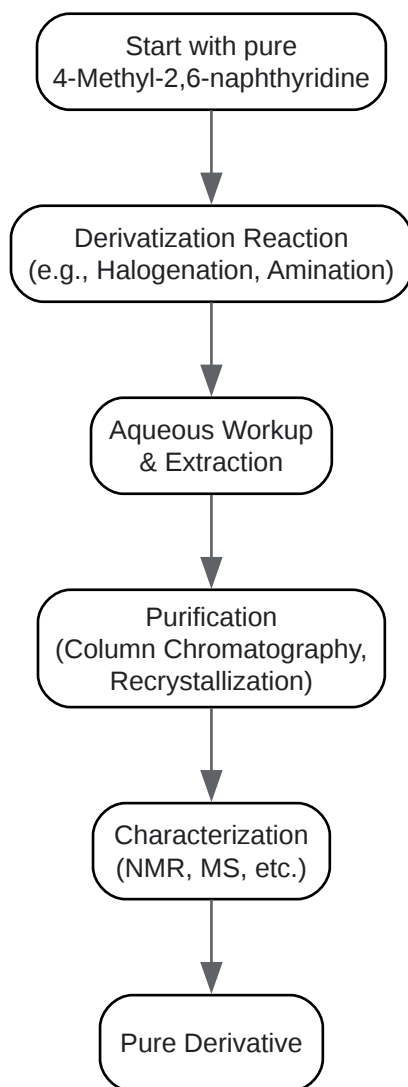 Start with pure
4-Methyl-2,6-naphthyridine
Derivatization Reaction
(e.g., Halogenation, Amination)
Aqueous Workup
& Extraction
Purification
(Column Chromatography,
Recrystallization)
Characterization
(NMR, MS, etc.)
Pure Derivative